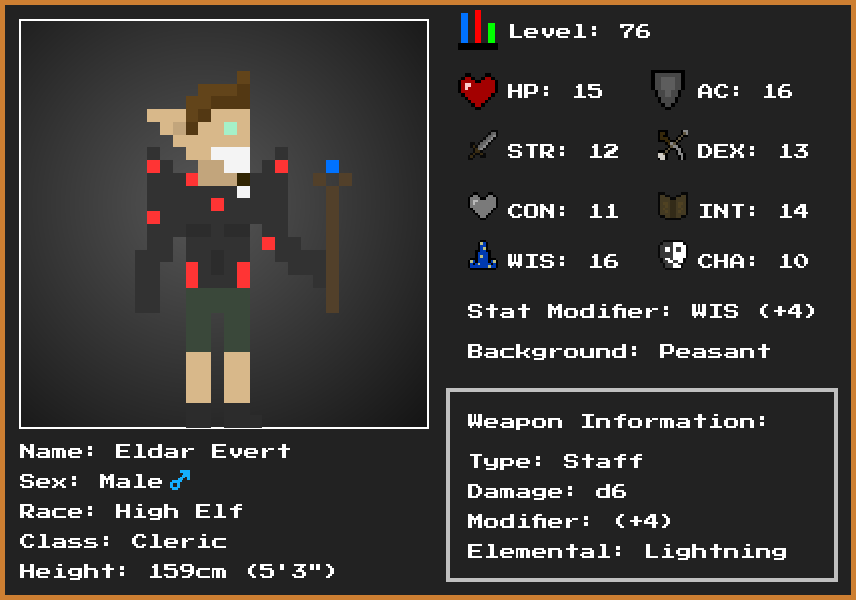 Level: 76
HP: 15 AC: 16
STR: 12 DEX: 13
CON: 11 INT: 14
WIS: 16 CHA: 10
Stat Modifier: WIS (+4)
Background: Peasant
Weapon Information:
Type: Staff
Damage: d6
Modifier: (+4)
Elemental: Lightning
Name: Eldar Evert
Sex: Male♂
Race: High Elf
Class: Cleric
Height: 159cm (5'3")